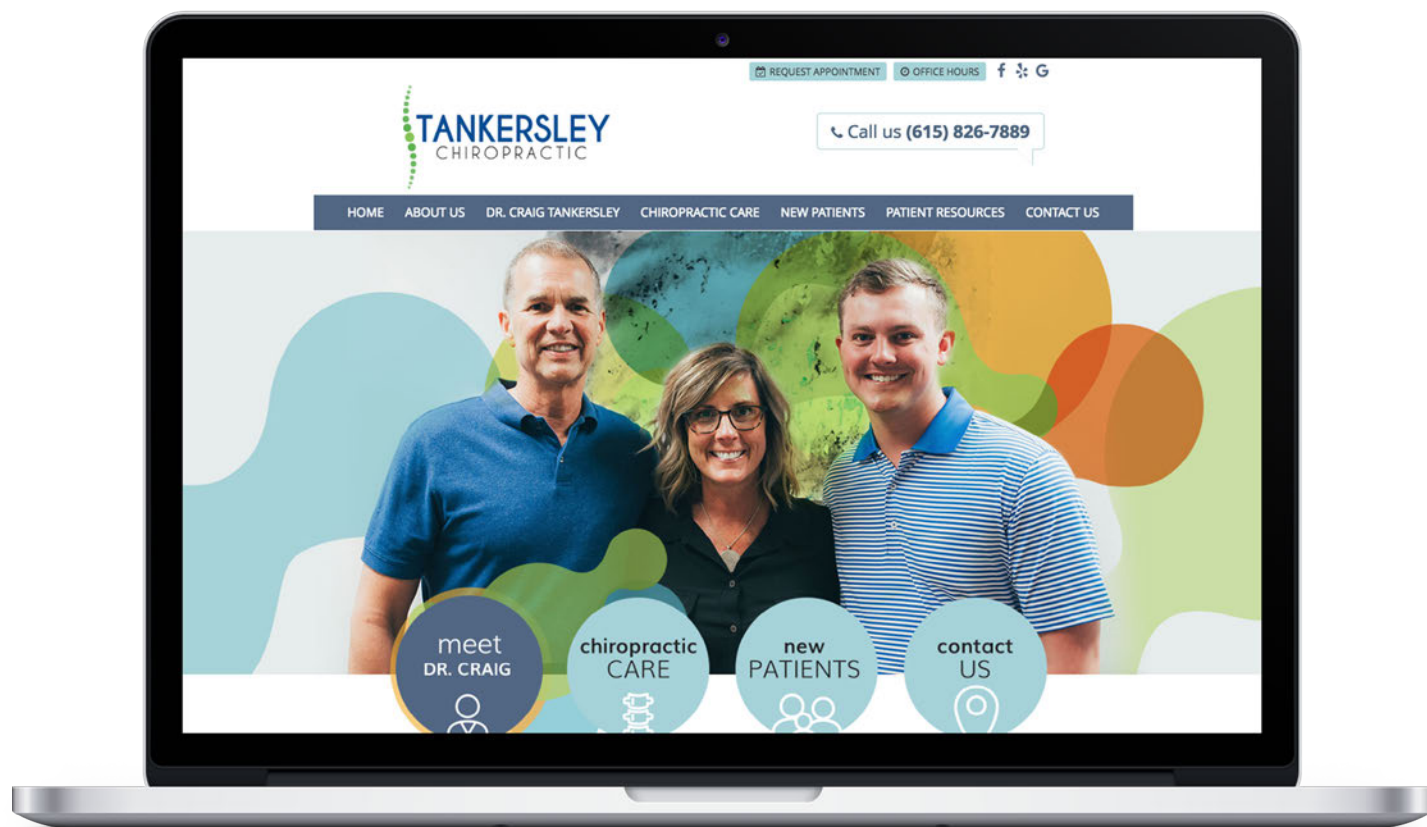 REQUEST APPOINTMENT OFFICE HOURS f G
TANKERSLEY
CHIROPRACTIC
Call us (615) 826-7889
HOME ABOUT US DR. CRAIG TANKERSLEY CHIROPRACTIC CARE NEW PATIENTS PATIENT RESOURCES CONTACT US
meet
DR. CRAIG
chiropractic
CARE
new
PATIENTS
contact
US